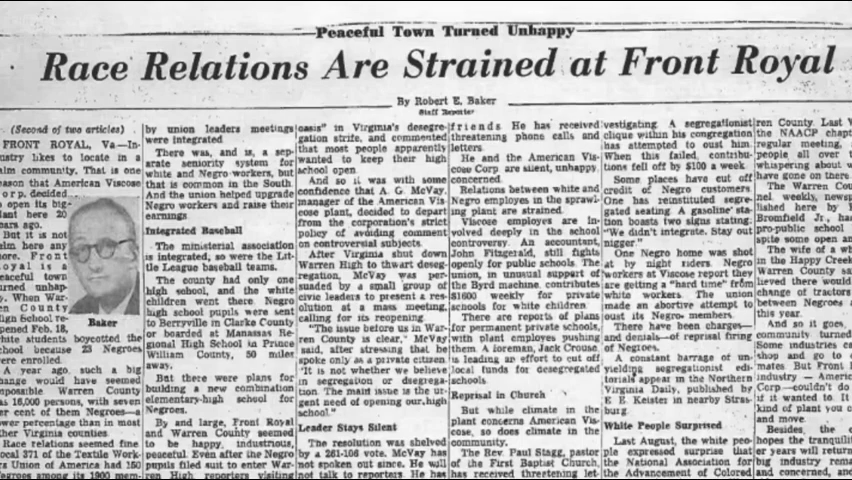 Peaceful Town Turned Unhappy
Race Relations Are Strained at Front Royal
By Robert E. Baker
Staff Reporter
(Second of two articles)
FRONT ROYAL, Va—In-
ustry likes to locate in a
alm community. That is one
eason that American Viscose
orp. decided
o open its big
lant here 20
ears ago.
But it is not
alm here any
ore. Front
oyal is a
eaceful town
urned unhap-
y. When War-
en County
High School re-
pened Feb. 18,
white students boycotted the
chool because 23 Negroes
were enrolled.
A year ago, such a big
hange would have seemed
mpossible Warren County
as 16,000 persons, with seven
er cent of them Negroes—a
ower percentage than in most
ther Virginia counties.
Race relations seemed fine
ocal 371 of the Textile Work-
rs Union of America had 150
Negroes among its 1900 mem-
Baker
by union leaders meetings
were integrated.
There was, and is, a sep-
arate seniority system for
white and Negro workers, but
that is common in the South.
And the union helped upgrade
Negro workers and raise their
earnings
Integrated Baseball
The ministerial association
is integrated, so were the Lit-
tle League baseball teams.
The county had only one
high school, and the white
children went there. Negro
high school pupils were sent
to Berryville in Clarke County
or boarded at Manassas Re-
gional High School in Prince
William County, 50 miles
away.
But there were plans for
building a new combination
elementary-high school for
Negroes.
By and large, Front Royal
and Warren County seemed
to be happy, industrious,
peaceful. Even after the Negro
pupils filed suit to enter War-
ren High reporters visiting
oasis" in Virginia's desegre-
gation strife, and commented
that most people apparently
wanted to keep their high
school open.
And so it was with some
confidence that A. G. McVay,
manager of the American Vis-
cose plant, decided to depart
from the corporation's strict
policy of avoiding comment
on controversial subjects.
After Virginia shut down
Warren High to thwart deseg-
regation McVay was per-
suaded by a small group of
civic leaders to present a res-
olution at a mass meeting,
calling for its reopening.
"The issue before us in War-
ren County is clear," McVay
said, after stressing that he
spoke only as a private citizen.
"It is not whether we believe
in segregation or desegrega-
tion. The main issue is the ur-
gent need of opening our high
school."
Leader Stays Silent
The resolution was shelved
by a 261-106 vote. McVay has
not spoken out since. He will
not talk to reporters. He has
friends He has received
threatening phone calls and
letters.
He and the American Vis-
cose Corp are silent, unhappy,
concerned.
Relations between white and
Negro employes in the sprawl-
ing plant are strained.
Viscose employes are in-
volved deeply in the school
controversy. An accountant,
John Fitzgerald, still fights
openly for public schools. The
union, in unusual support of
the Byrd machine, contributes
$1600 weekly for private
schools for white children
There are reports of plans
for permanent private schools,
with plant employes pushing
them A foreman, Jack Crouse,
is leading an effort to cut off
local funds for desegregated
schools.
Reprisal in Church
But while climate in the
plant concerns American Vis-
cose, so does climate in the
community.
The Rev. Paul Stagg, pastor
of the First Baptist Church,
has received threatening let-
vestigating. A segregationist
clique within his congregation
has attempted to oust him.
When this failed, contribu-
tions fell off by $100 a week.
Some places have cut off
credit of Negro customers.
One has reinstituted segre-
gated seating. A gasoline sta-
tion boasts two signs stating,
"We didn't integrate. Stay out
nigger."
One Negro home was shot
at by night riders. Negro
workers at Viscose report they
are getting a "hard time" from
white workers. The union
made an abortive attempt to
oust its Negro members.
There have been charges—
and denials—of reprisal firing
of Negroes.
A constant barrage of un-
yielding segregationist edi-
torials appear in the Northern
Virginia Daily, published by
E. E. Keister in nearby Stras-
burg.
White People Surprised
Last August, the white peo-
ple expressed surprise that
the National Association for
the Advancement of Colored
ren County. Last
the NAACP chapt
regular meeting,
people all over t
whispering about w
have gone on there
The Warren Coun
nel weekly, newsp
lished here by
Bromfield Jr., ha
pro-public school
spite some open an
The wife of a wh
in the Happy Creek
Warren County sa
lieved there would
change of tractors
between Negroes
this year.
And so it goes,
community turned
Some industries ca
shop and go to c
mates. But Front
industry — Americ
Corp —couldn't do
if it wanted to. It
kind of plant you c
and move.
Besides, the c
hopes the tranquilit
er years will return
big industry rema
and concerned, and